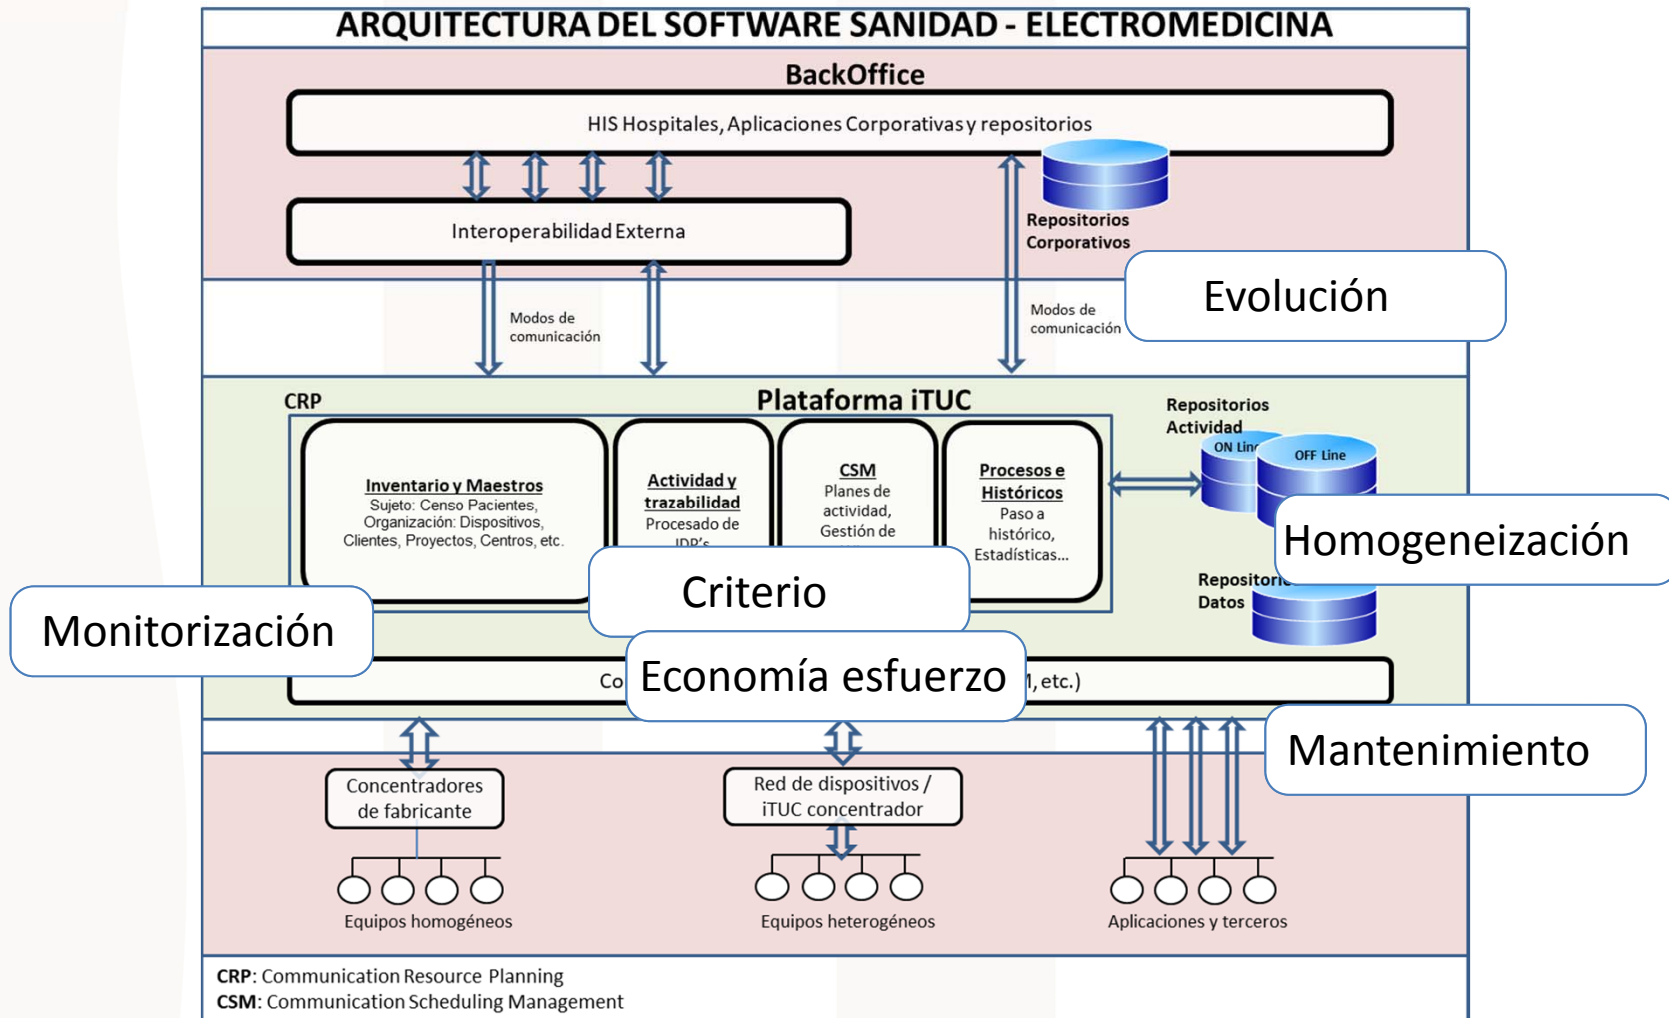 ARQUITECTURA DEL SOFTWARE SANIDAD - ELECTROMEDICINA
BackOffice
HIS Hospitales, Aplicaciones Corporativas y repositorios
Interoperabilidad Externa
Repositorios
Corporativos
Evolución
Modos de
comunicación
Modos de
comunicación
CRP
Plataforma iTUC
Repositorios
Actividad
ON Line
OFF Line
Inventario y Maestros
Sujeto: Censo Pacientes,
Organización: Dispositivos,
Clientes, Proyectos, Centros, etc.
Actividad y
trazabilidad
Procesado de
IDP's
CSM
Planes de
actividad,
Gestión de
Procesos e
Históricos
Paso a
histórico,
Estadísticas...
Homogeneización
Criterio
Repositorio
Datos
Monitorización
Economía esfuerzo
, etc.)
Mantenimiento
Concentradores
de fabricante
Red de dispositivos /
iTUC concentrador
Equipos homogéneos
Equipos heterogéneos
Aplicaciones y terceros
CRP: Communication Resource Planning
CSM: Communication Scheduling Management